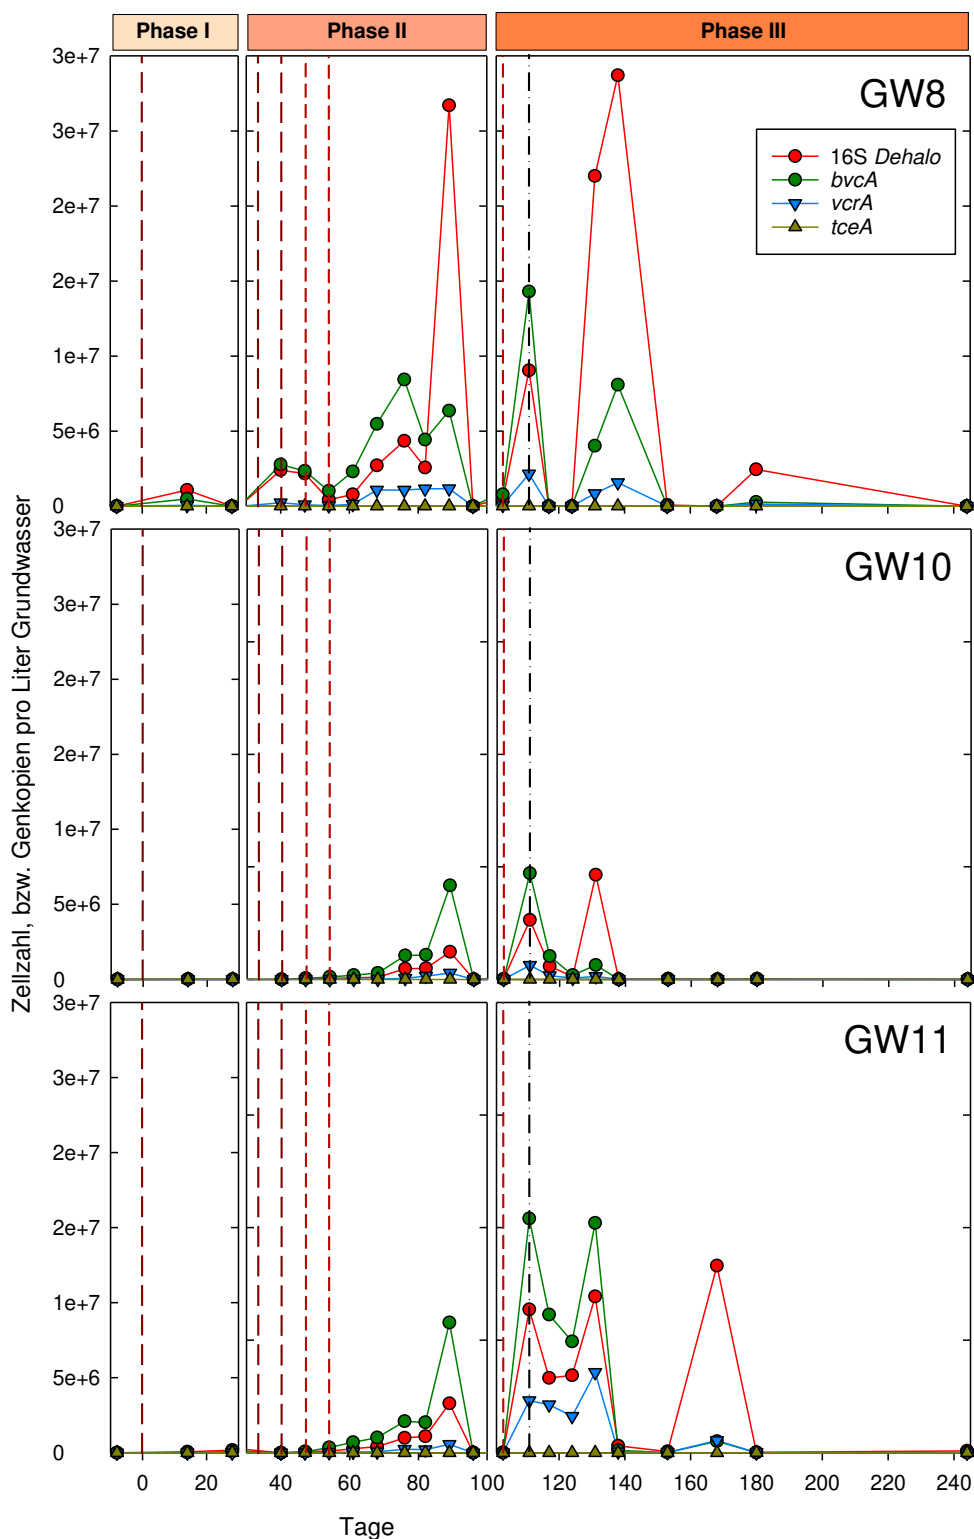 Phase I Phase II Phase III
GW8
3e+7
3e+7
2e+7
2e+7
1e+7
5e+6
0
16S Dehalo
bvcA
vcrA
tceA
GW10
3e+7
3e+7
2e+7
2e+7
1e+7
5e+6
0
Zellzahl, bzw. Genkopien pro Liter Grundwasser
GW11
3e+7
3e+7
2e+7
2e+7
1e+7
5e+6
0
0 20 40 60 80 100 120 140 160 180 200 220 240
Tage